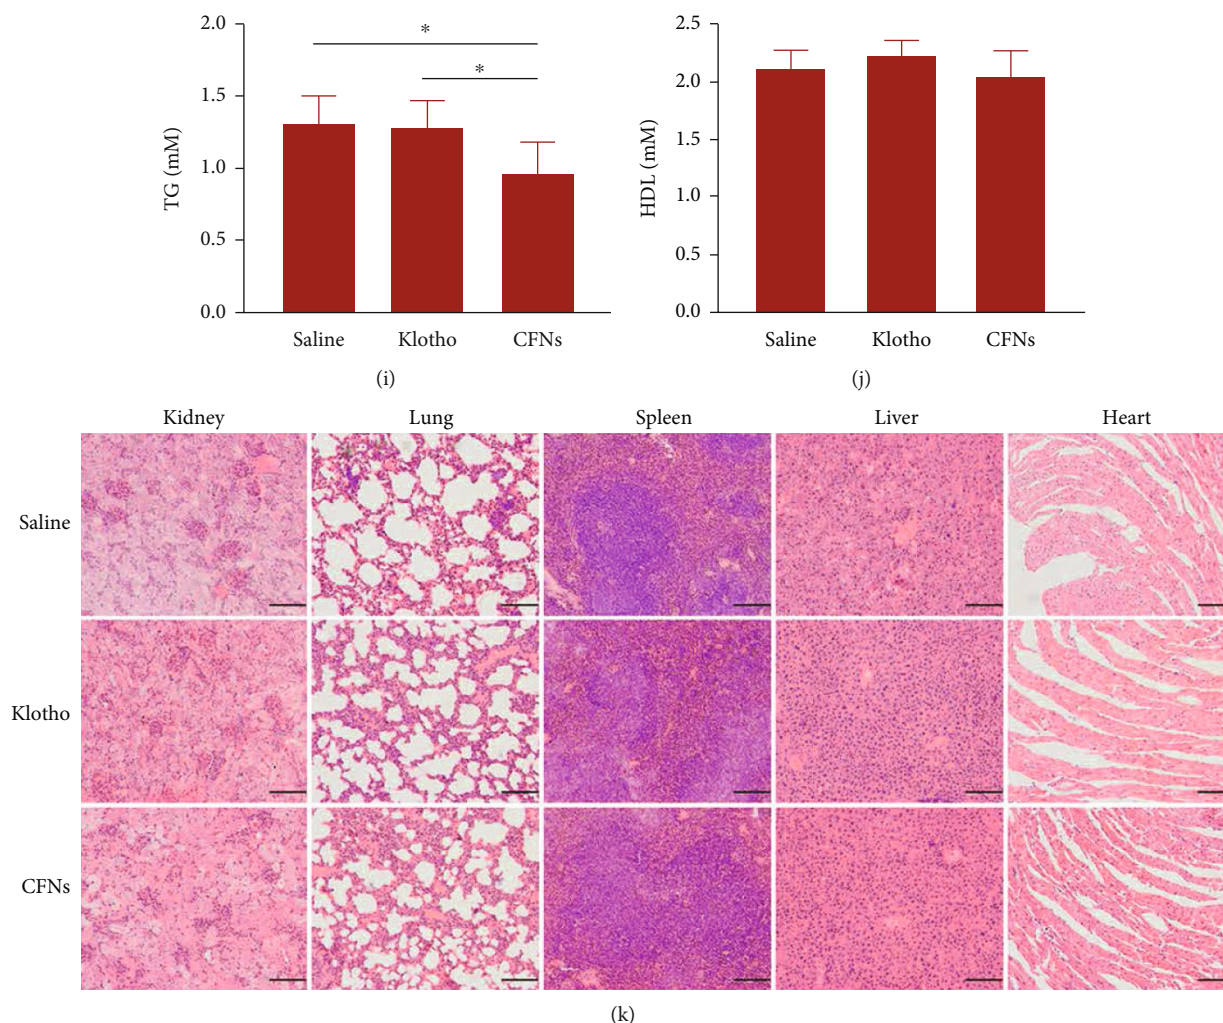 2.0
1.5
1.0
0.5
0.0
TG (mM)
*
*
Saline Klotho CFNs
(i)
2.5
2.0
1.5
1.0
0.5
0.0
HDL (mM)
Saline Klotho CFNs
(j)
Kidney Lung Spleen Liver Heart
Saline
Klotho
CFNs
(k)